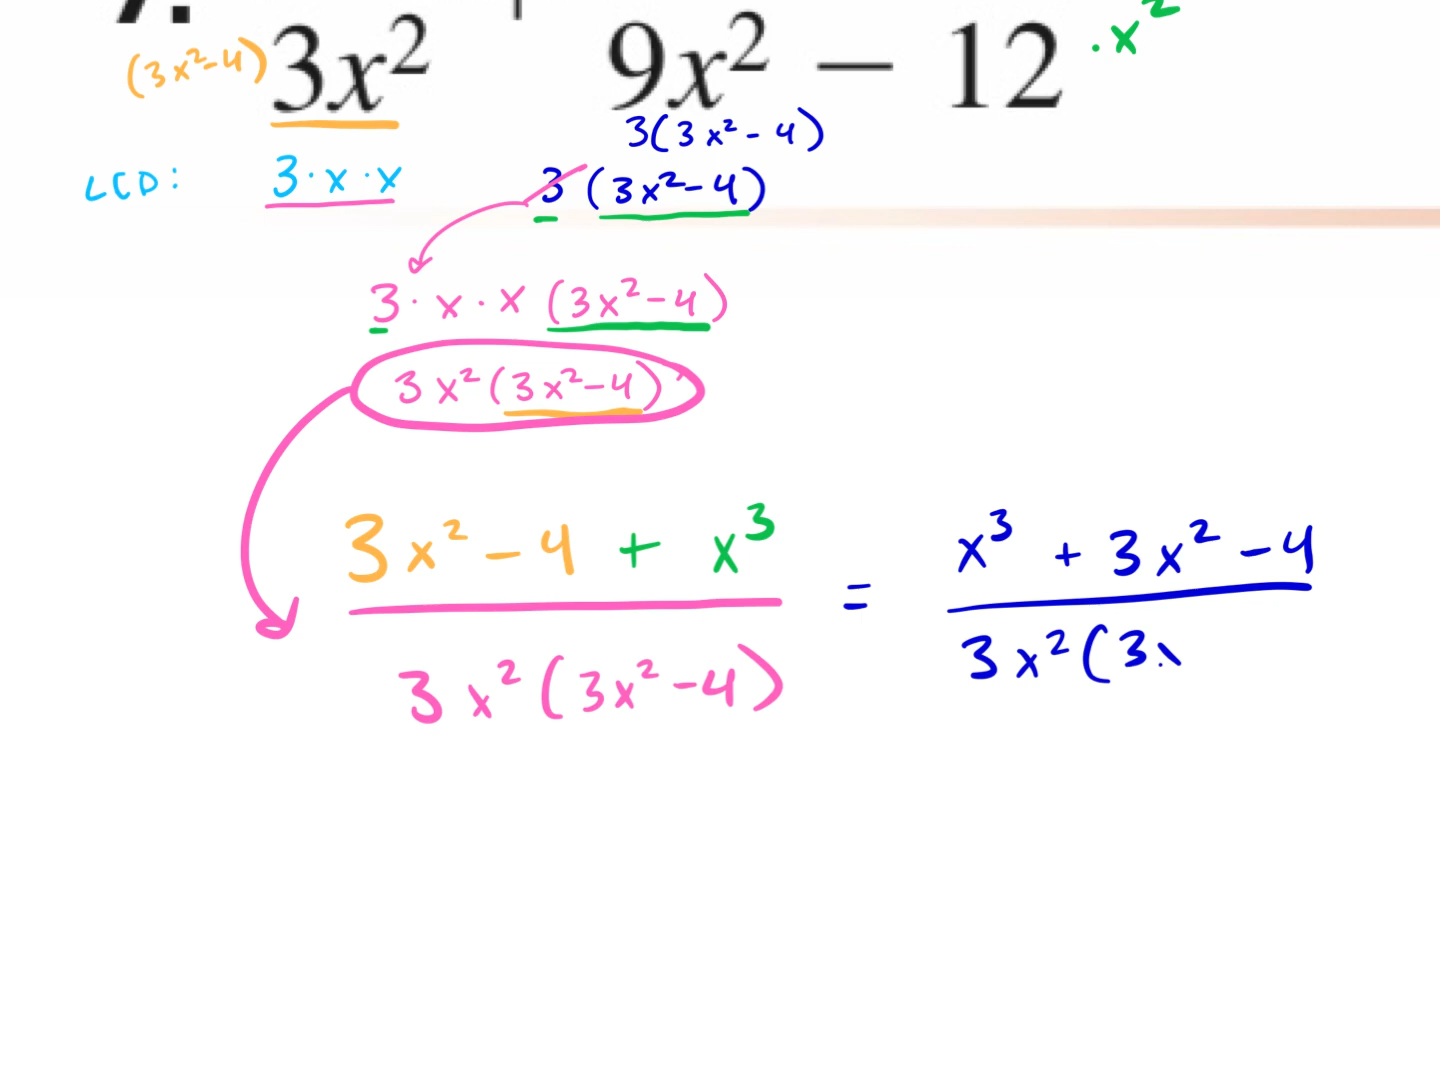 (3x²-4) 3x² 9x² − 12 · x²
3(3x² - 4)
LCD: 3 · x · x 3 (3x² - 4)
3 · x · x (3x² - 4)
3x² (3x² - 4)
3x² - 4 + x³ = x³ + 3x² - 4
3x² (3x² - 4) 3x² (3